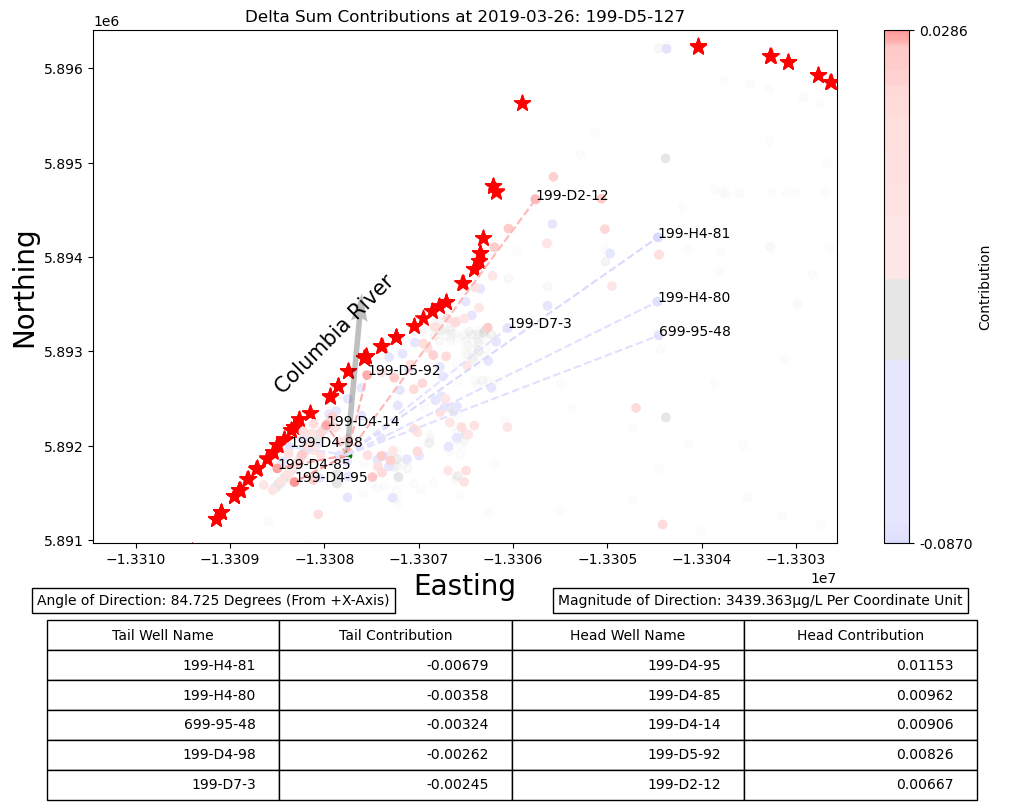 Delta Sum Contributions at 2019-03-26: 199-D5-127
1e6
0.0286
5.896
5.895
5.894
5.893
5.892
5.891
Northing
Columbia River
199-D2-12
199-H4-81
199-H4-80
199-D7-3
699-95-48
199-D5-92
199-D4-14
199-D4-98
199-D4-85
199-D4-95
Contribution
-0.0870
−1.3310 −1.3309 −1.3308 −1.3307 −1.3306 −1.3305 −1.3304 −1.3303
1e7
Easting
Angle of Direction: 84.725 Degrees (From +X-Axis) Magnitude of Direction: 3439.363μg/L Per Coordinate Unit
Tail Well Name Tail Contribution Head Well Name Head Contribution
199-H4-81 -0.00679 199-D4-95 0.01153
199-H4-80 -0.00358 199-D4-85 0.00962
699-95-48 -0.00324 199-D4-14 0.00906
199-D4-98 -0.00262 199-D5-92 0.00826
199-D7-3 -0.00245 199-D2-12 0.00667